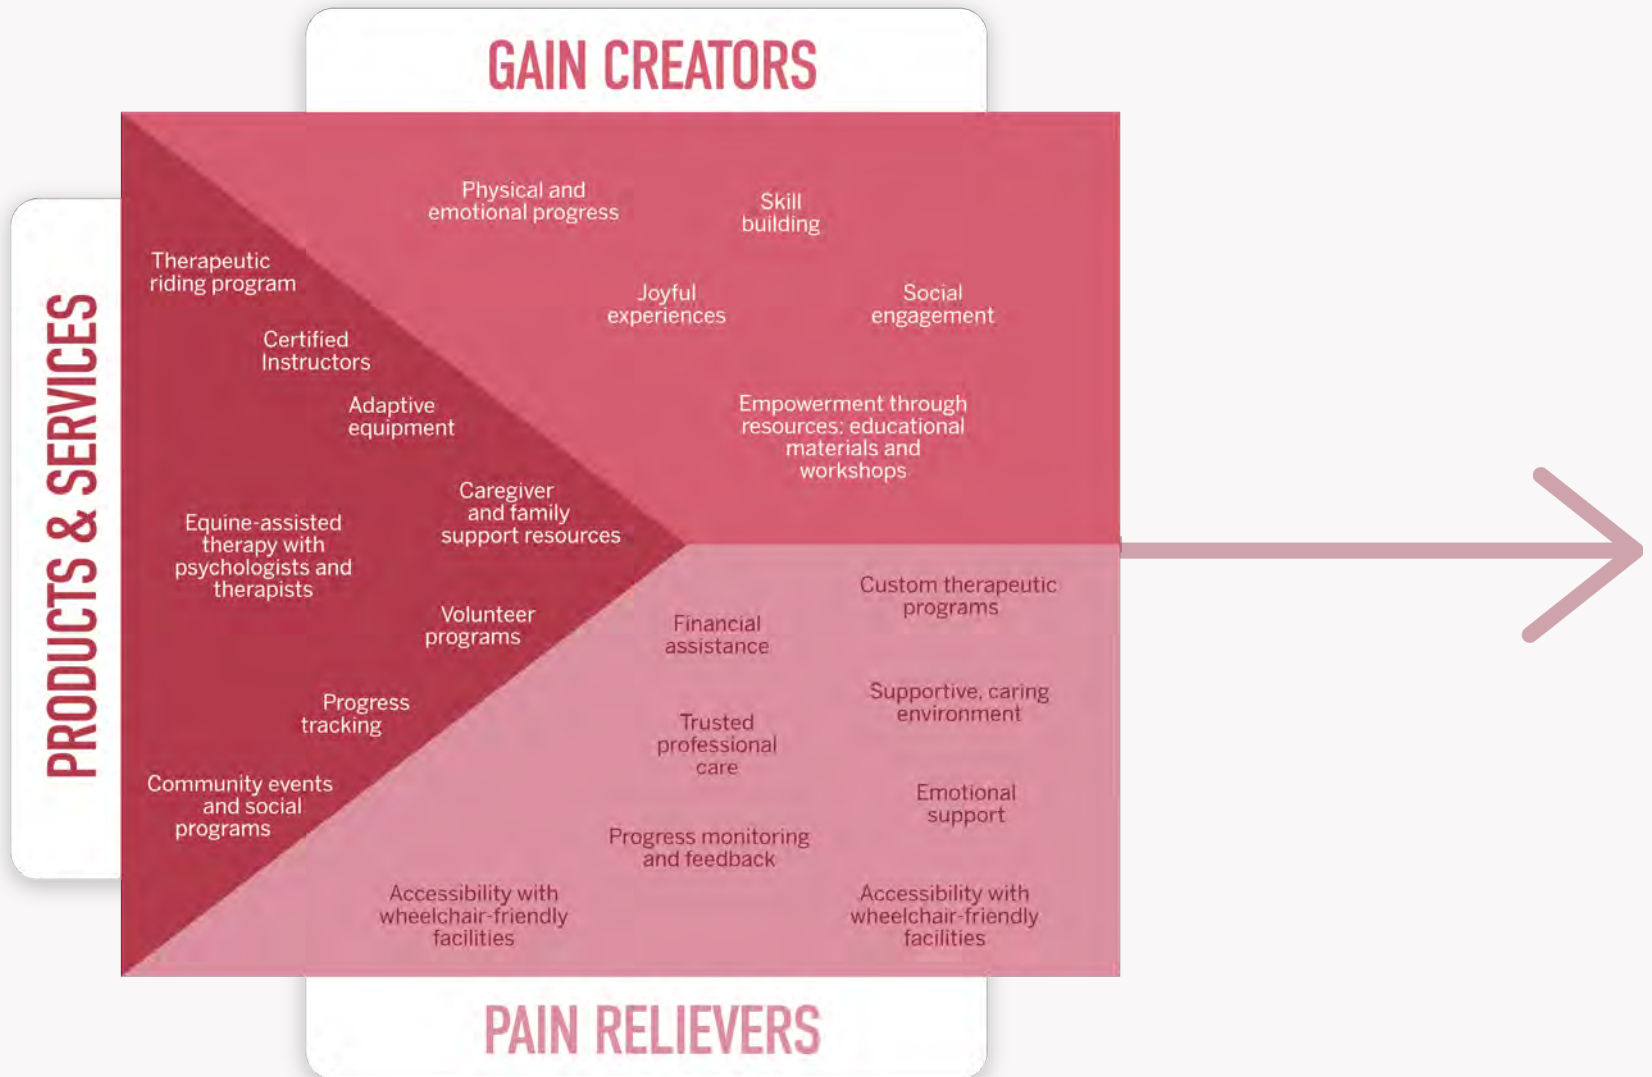 GAIN CREATORS
Physical and
emotional progress
Skill
building
Joyful
experiences
Social
engagement
Empowerment through
resources: educational
materials and
workshops
PRODUCTS & SERVICES
Therapeutic
riding program
Certified
Instructors
Adaptive
equipment
Caregiver
and family
support resources
Equine-assisted
therapy with
psychologists and
therapists
Volunteer
programs
Progress
tracking
Community events
and social
programs
Custom therapeutic
programs
Financial
assistance
Supportive, caring
environment
Trusted
professional
care
Emotional
support
Progress monitoring
and feedback
Accessibility with
wheelchair-friendly
facilities
Accessibility with
wheelchair-friendly
facilities
PAIN RELIEVERS